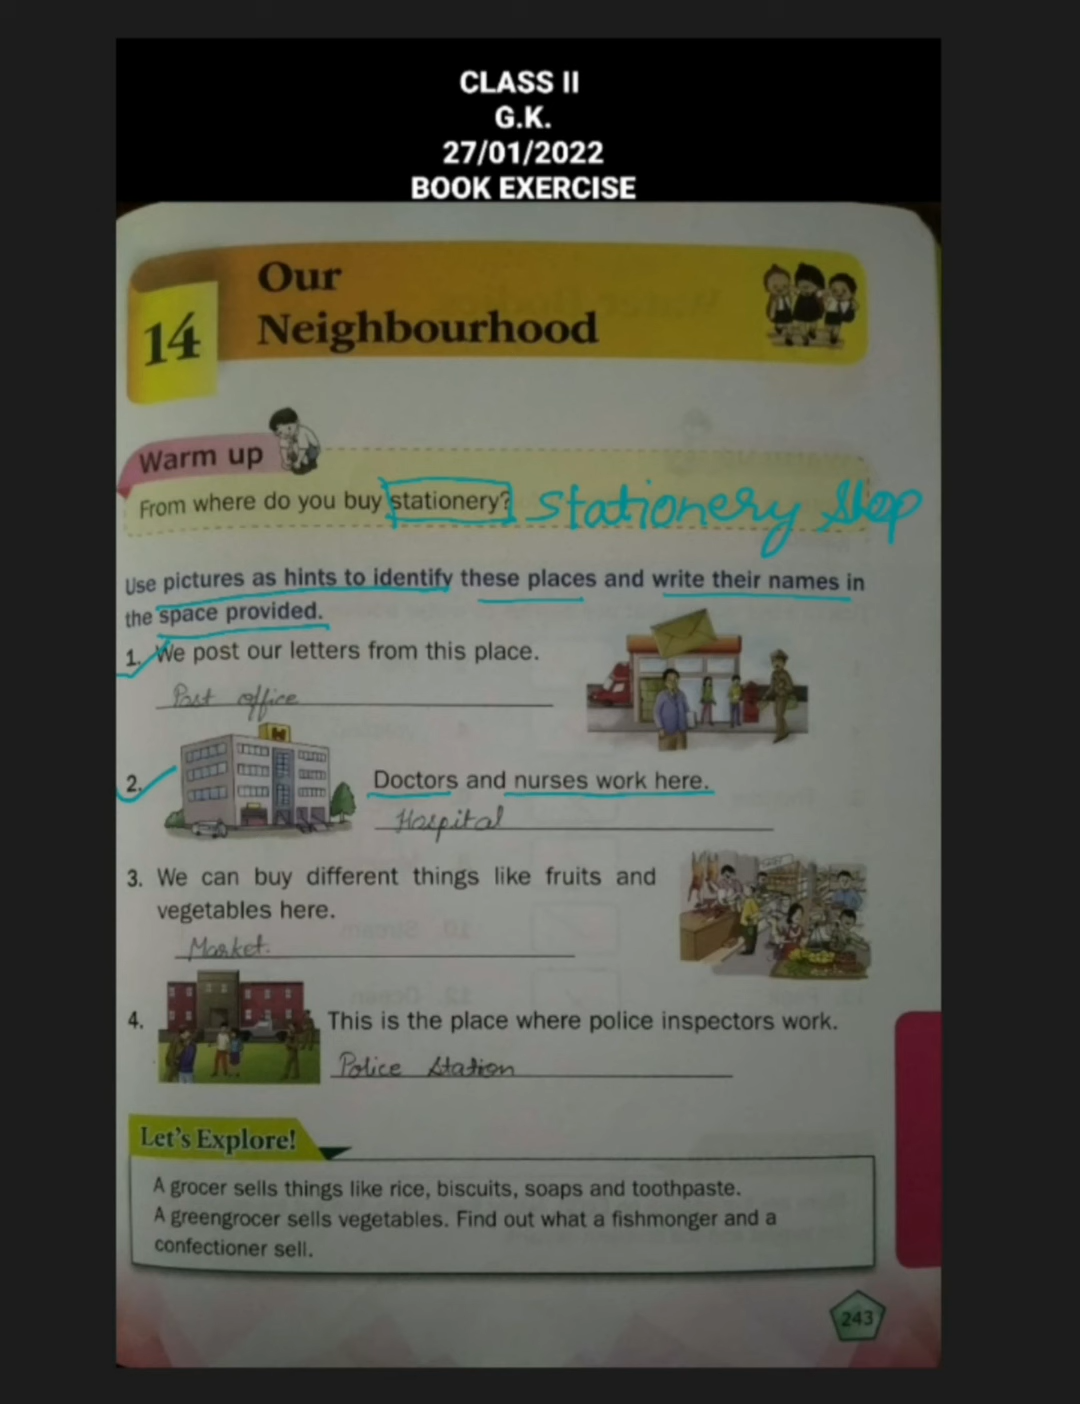 CLASS II
G.K.
27/01/2022
BOOK EXERCISE
14
Our
Neighbourhood
Warm up
From where do you buy stationery? Stationery Shop
Use pictures as hints to identify these places and write their names in
the space provided.
1. We post our letters from this place.
Post office
2. Doctors and nurses work here.
Hospital
3. We can buy different things like fruits and
vegetables here.
Market.
4. This is the place where police inspectors work.
Police Station
Let's Explore!
A grocer sells things like rice, biscuits, soaps and toothpaste.
A greengrocer sells vegetables. Find out what a fishmonger and a
confectioner sell.
243